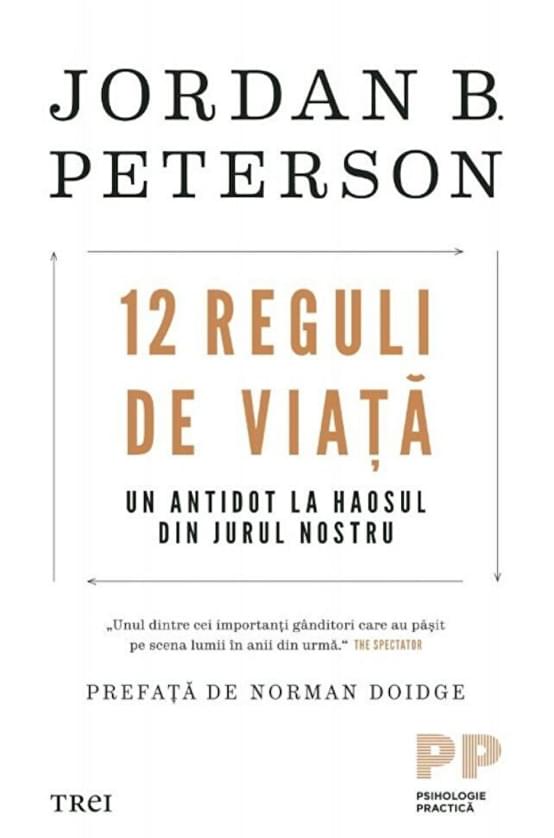 JORDAN B.
PETERSON
12 REGULI
DE VIAȚĂ
UN ANTIDOT LA HAOSUL
DIN JURUL NOSTRU
„Unul dintre cei importanți gânditori care au pășit
pe scena lumii în anii din urmă.“ THE SPECTATOR
PREFAȚĂ DE NORMAN DOIDGE
PP
PSIHOLOGIE
PRACTICĂ
TREI